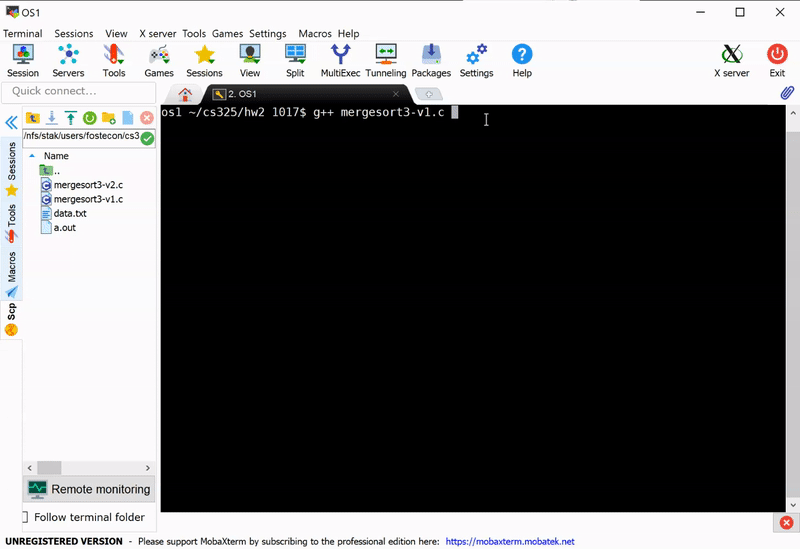 OS1
Terminal Sessions View X server Tools Games Settings Macros Help
Session Servers Tools Games Sessions View Split MultiExec Tunneling Packages Settings Help X server Exit
Quick connect...
2. OS1
/nfs/stak/users/fostecon/cs3
Name
..
mergesort3-v2.c
mergesort3-v1.c
data.txt
a.out
Sessions
Tools
Macros
Scp
os1 ~/cs325/hw2 1017$ g++ mergesort3-v1.c
Remote monitoring
Follow terminal folder
UNREGISTERED VERSION - Please support MobaXterm by subscribing to the professional edition here: https://mobaxterm.mobatek.net